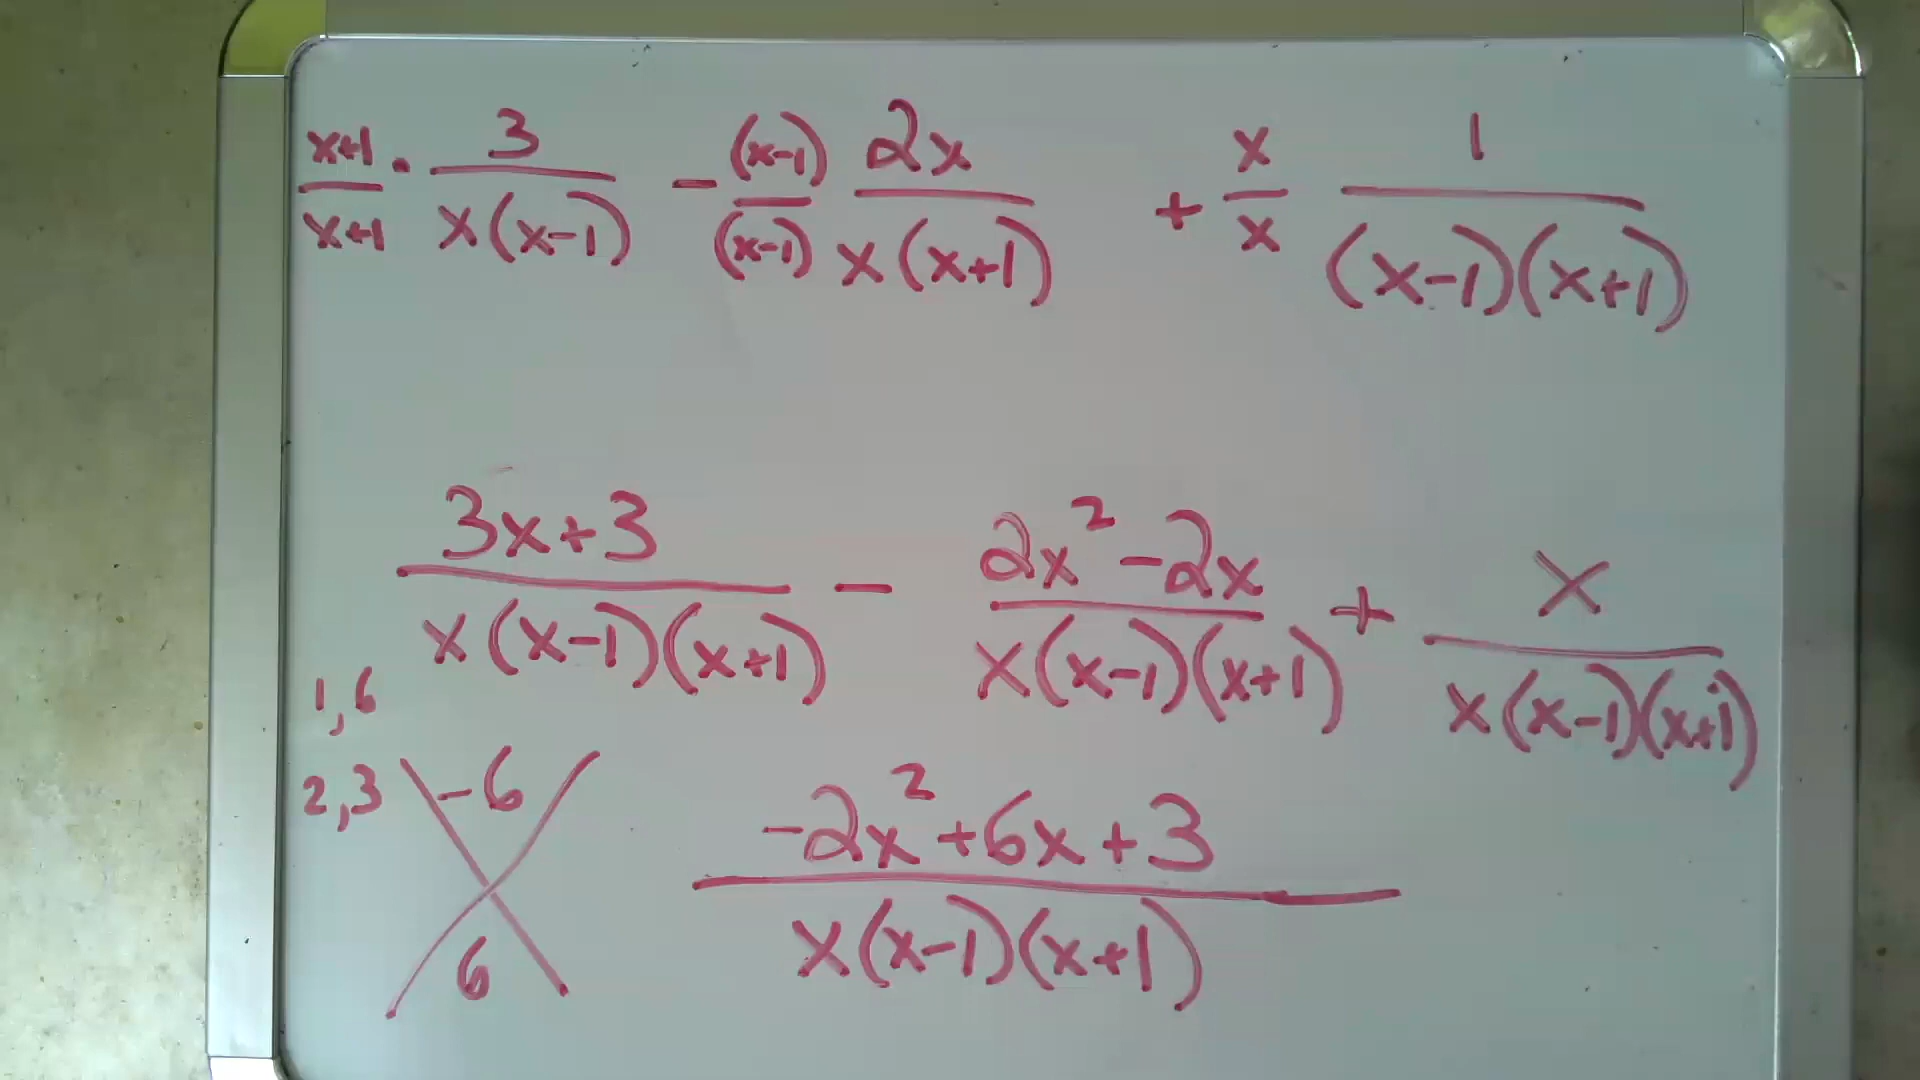 x+1/x+1 · 3/x(x-1) - (x-1)/(x-1) 2x/x(x+1) + x/x 1/(x-1)(x+1)
3x+3/x(x-1)(x+1) - 2x²-2x/x(x-1)(x+1) + x/x(x-1)(x+1)
1,6
2,3
-6
6
-2x²+6x+3/x(x-1)(x+1)